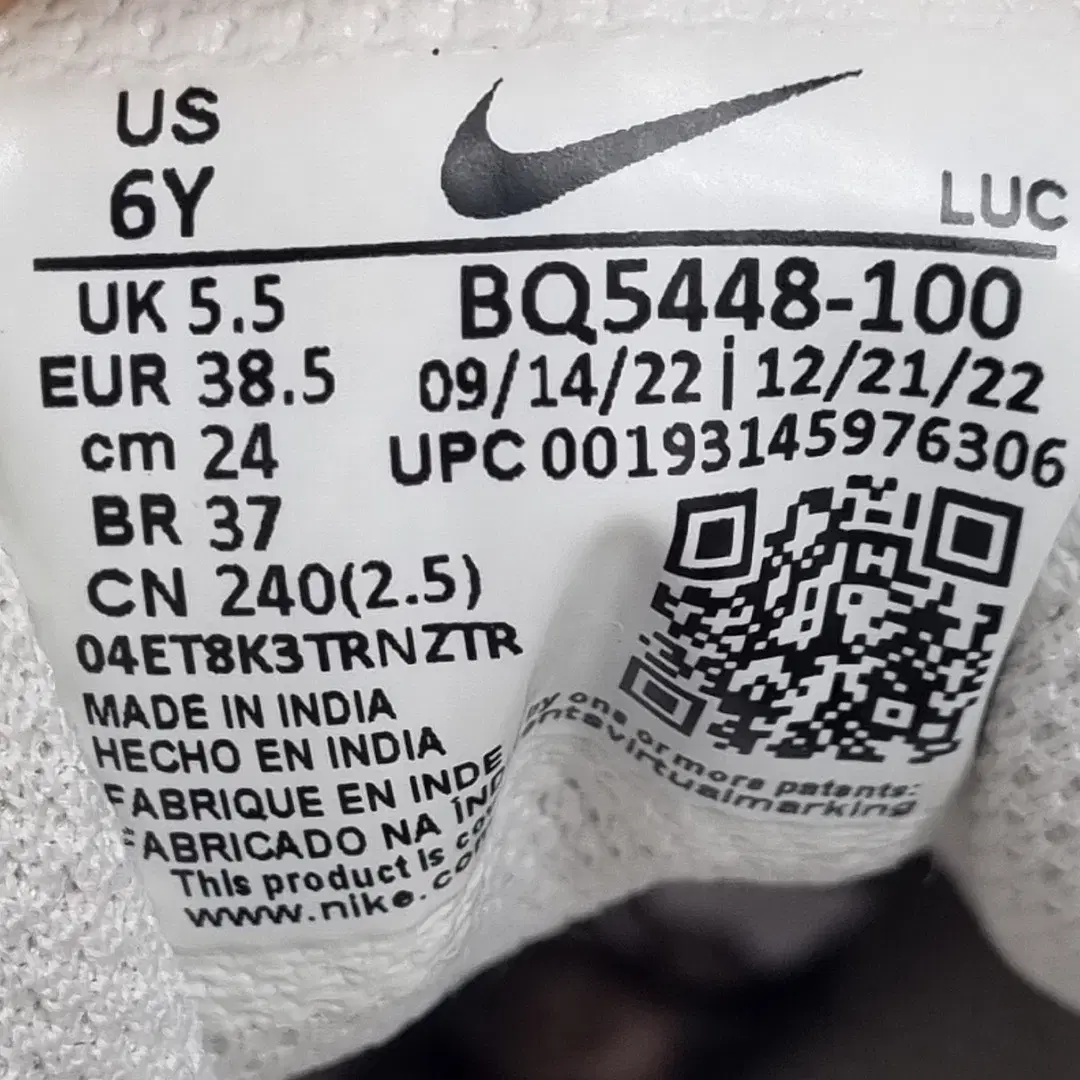 US
6Y
LUC
UK 5.5
EUR 38.5
cm 24
BR 37
CN 240(2.5)
BQ5448-100
09/14/22 | 12/21/22
UPC 00193145976306
04ET8K3TRNZTR
MADE IN INDIA
HECHO EN INDIA
FABRIQUE EN INDE
FABRICADO NA ÍND
This product is co
www.nike.co
by one or more patents:
virtualmarking